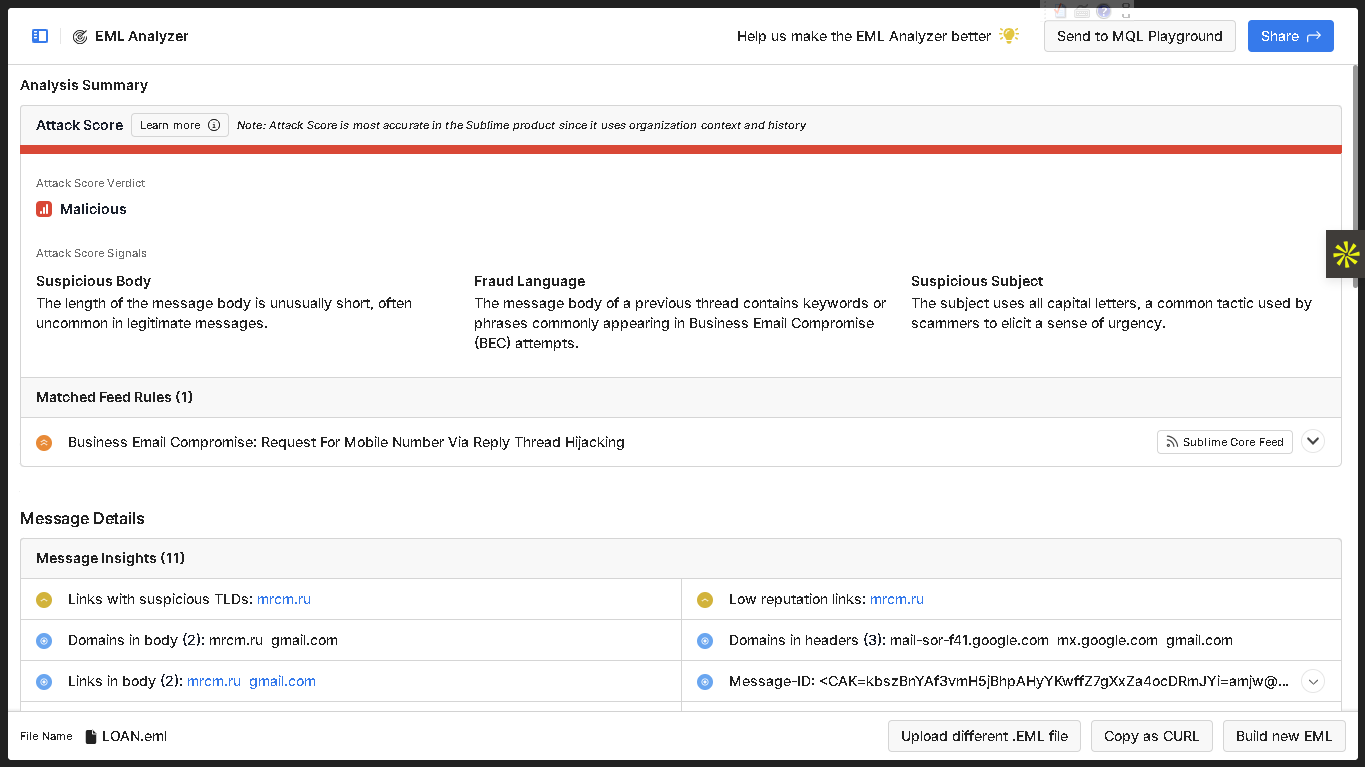 EML Analyzer
Help us make the EML Analyzer better
Send to MQL Playground
Share
Analysis Summary
Attack Score
Learn more
Note: Attack Score is most accurate in the Sublime product since it uses organization context and history
Attack Score Verdict
Malicious
Attack Score Signals
Suspicious Body
The length of the message body is unusually short, often
uncommon in legitimate messages.
Fraud Language
The message body of a previous thread contains keywords or
phrases commonly appearing in Business Email Compromise
(BEC) attempts.
Suspicious Subject
The subject uses all capital letters, a common tactic used by
scammers to elicit a sense of urgency.
Matched Feed Rules (1)
Business Email Compromise: Request For Mobile Number Via Reply Thread Hijacking
Sublime Core Feed
Message Details
Message Insights (11)
Links with suspicious TLDs: mrcm.ru
Low reputation links: mrcm.ru
Domains in body (2): mrcm.ru gmail.com
Domains in headers (3): mail-sor-f41.google.com mx.google.com gmail.com
Links in body (2): mrcm.ru gmail.com
Message-ID: <CAK=kbszBnYAf3vmH5jBhpAHyYKwffZ7gXxZa4ocDRmJYi=amjw@...
File Name
LOAN.eml
Upload different .EML file
Copy as CURL
Build new EML